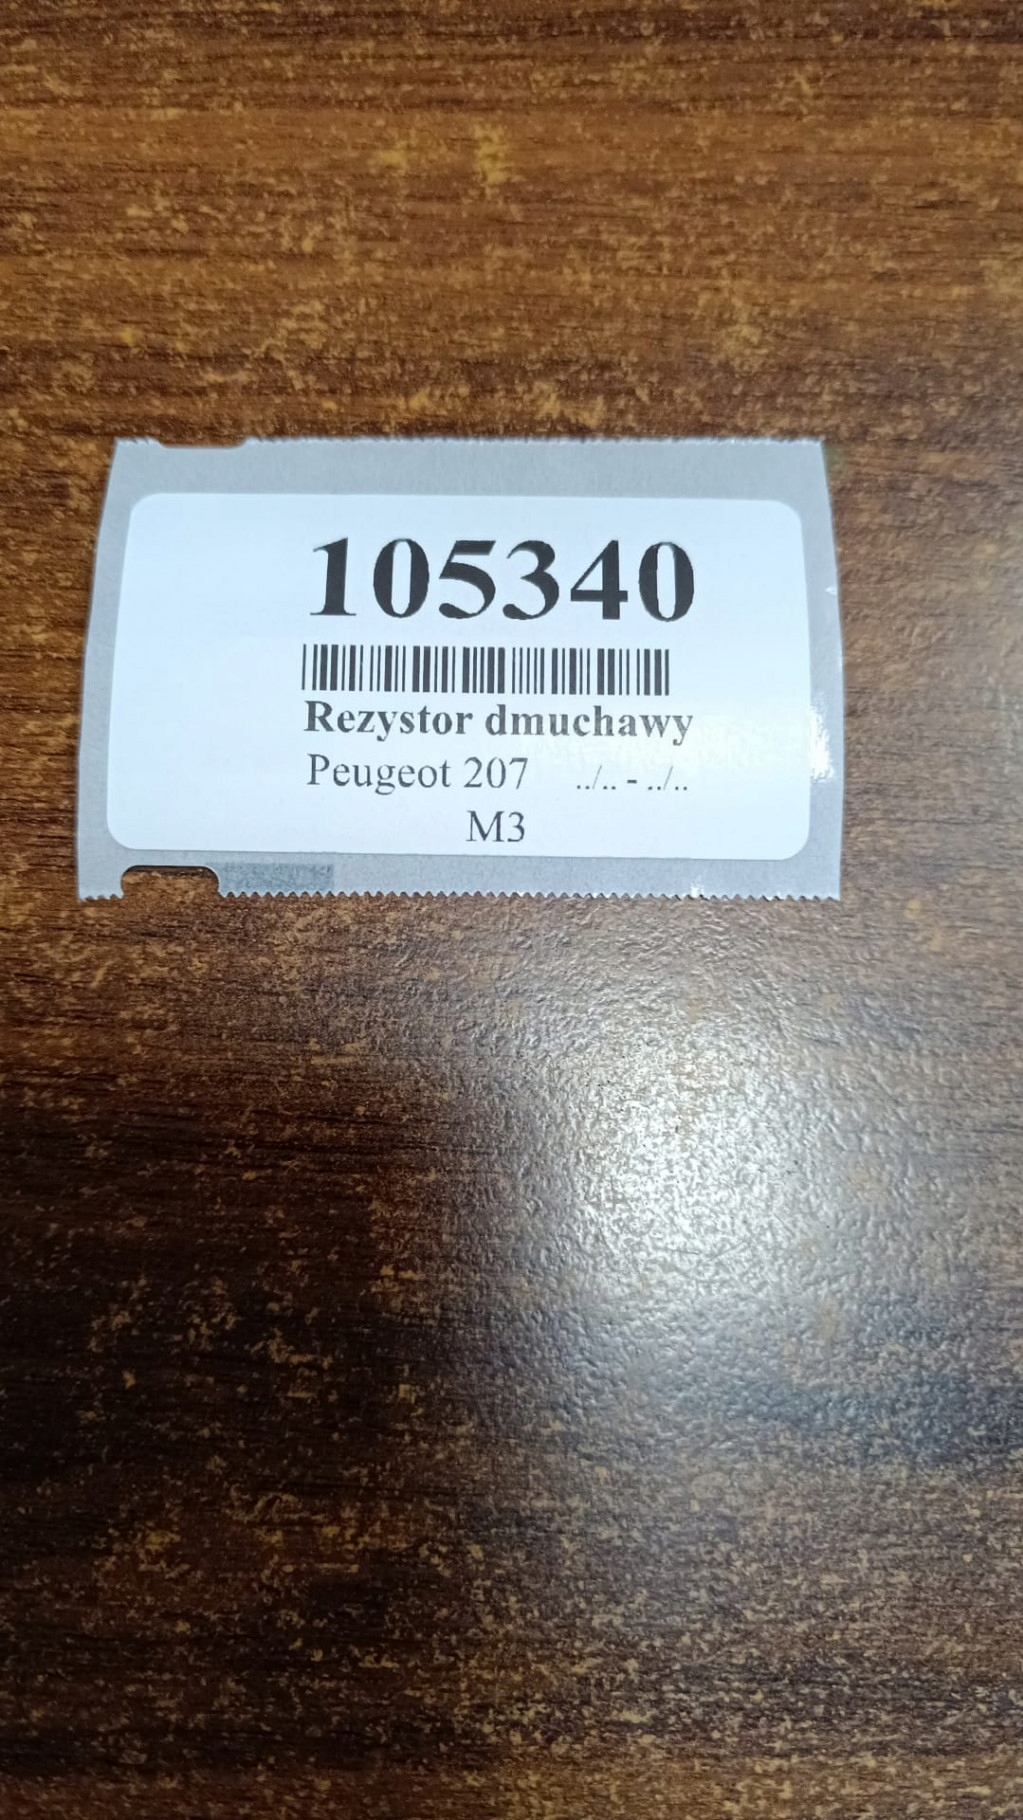 105340
Rezystor dmuchawy
Peugeot 207 ../.. - ../..
M3